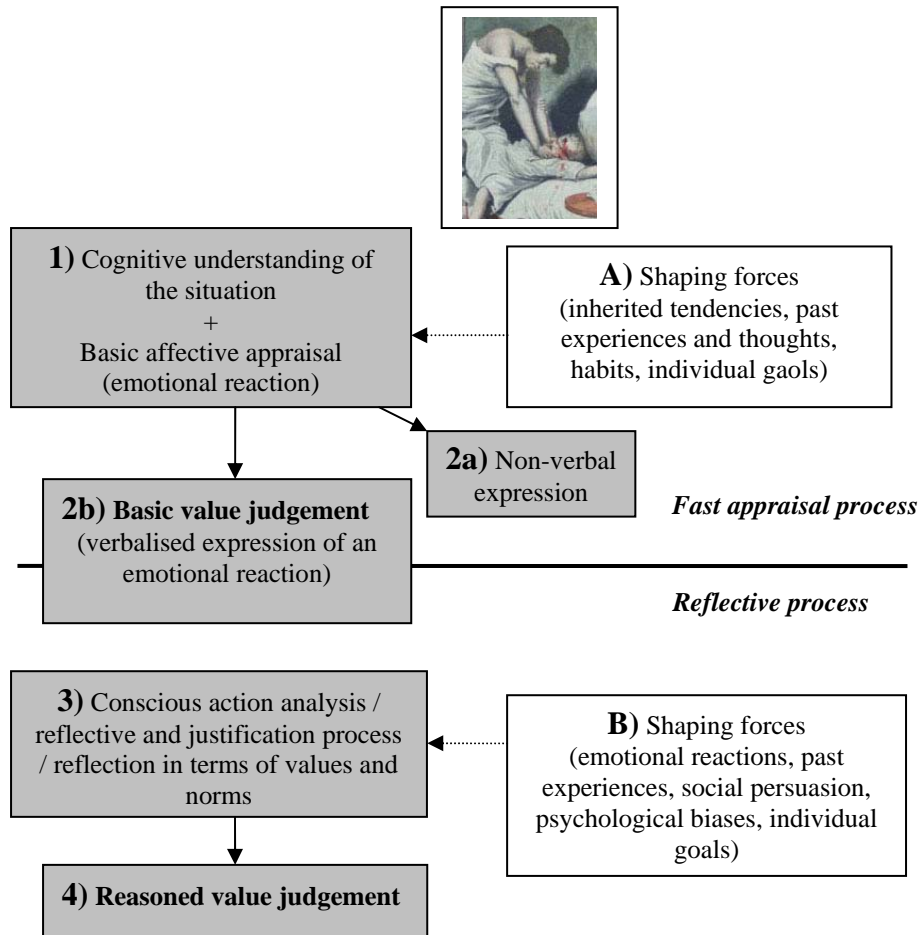 1) Cognitive understanding of
the situation
+
Basic affective appraisal
(emotional reaction)
A) Shaping forces
(inherited tendencies, past
experiences and thoughts,
habits, individual gaols)
2a) Non-verbal
expression
2b) Basic value judgement
(verbalised expression of an
emotional reaction)
Fast appraisal process
Reflective process
3) Conscious action analysis /
reflective and justification process
/ reflection in terms of values and
norms
B) Shaping forces
(emotional reactions, past
experiences, social persuasion,
psychological biases, individual
goals)
4) Reasoned value judgement